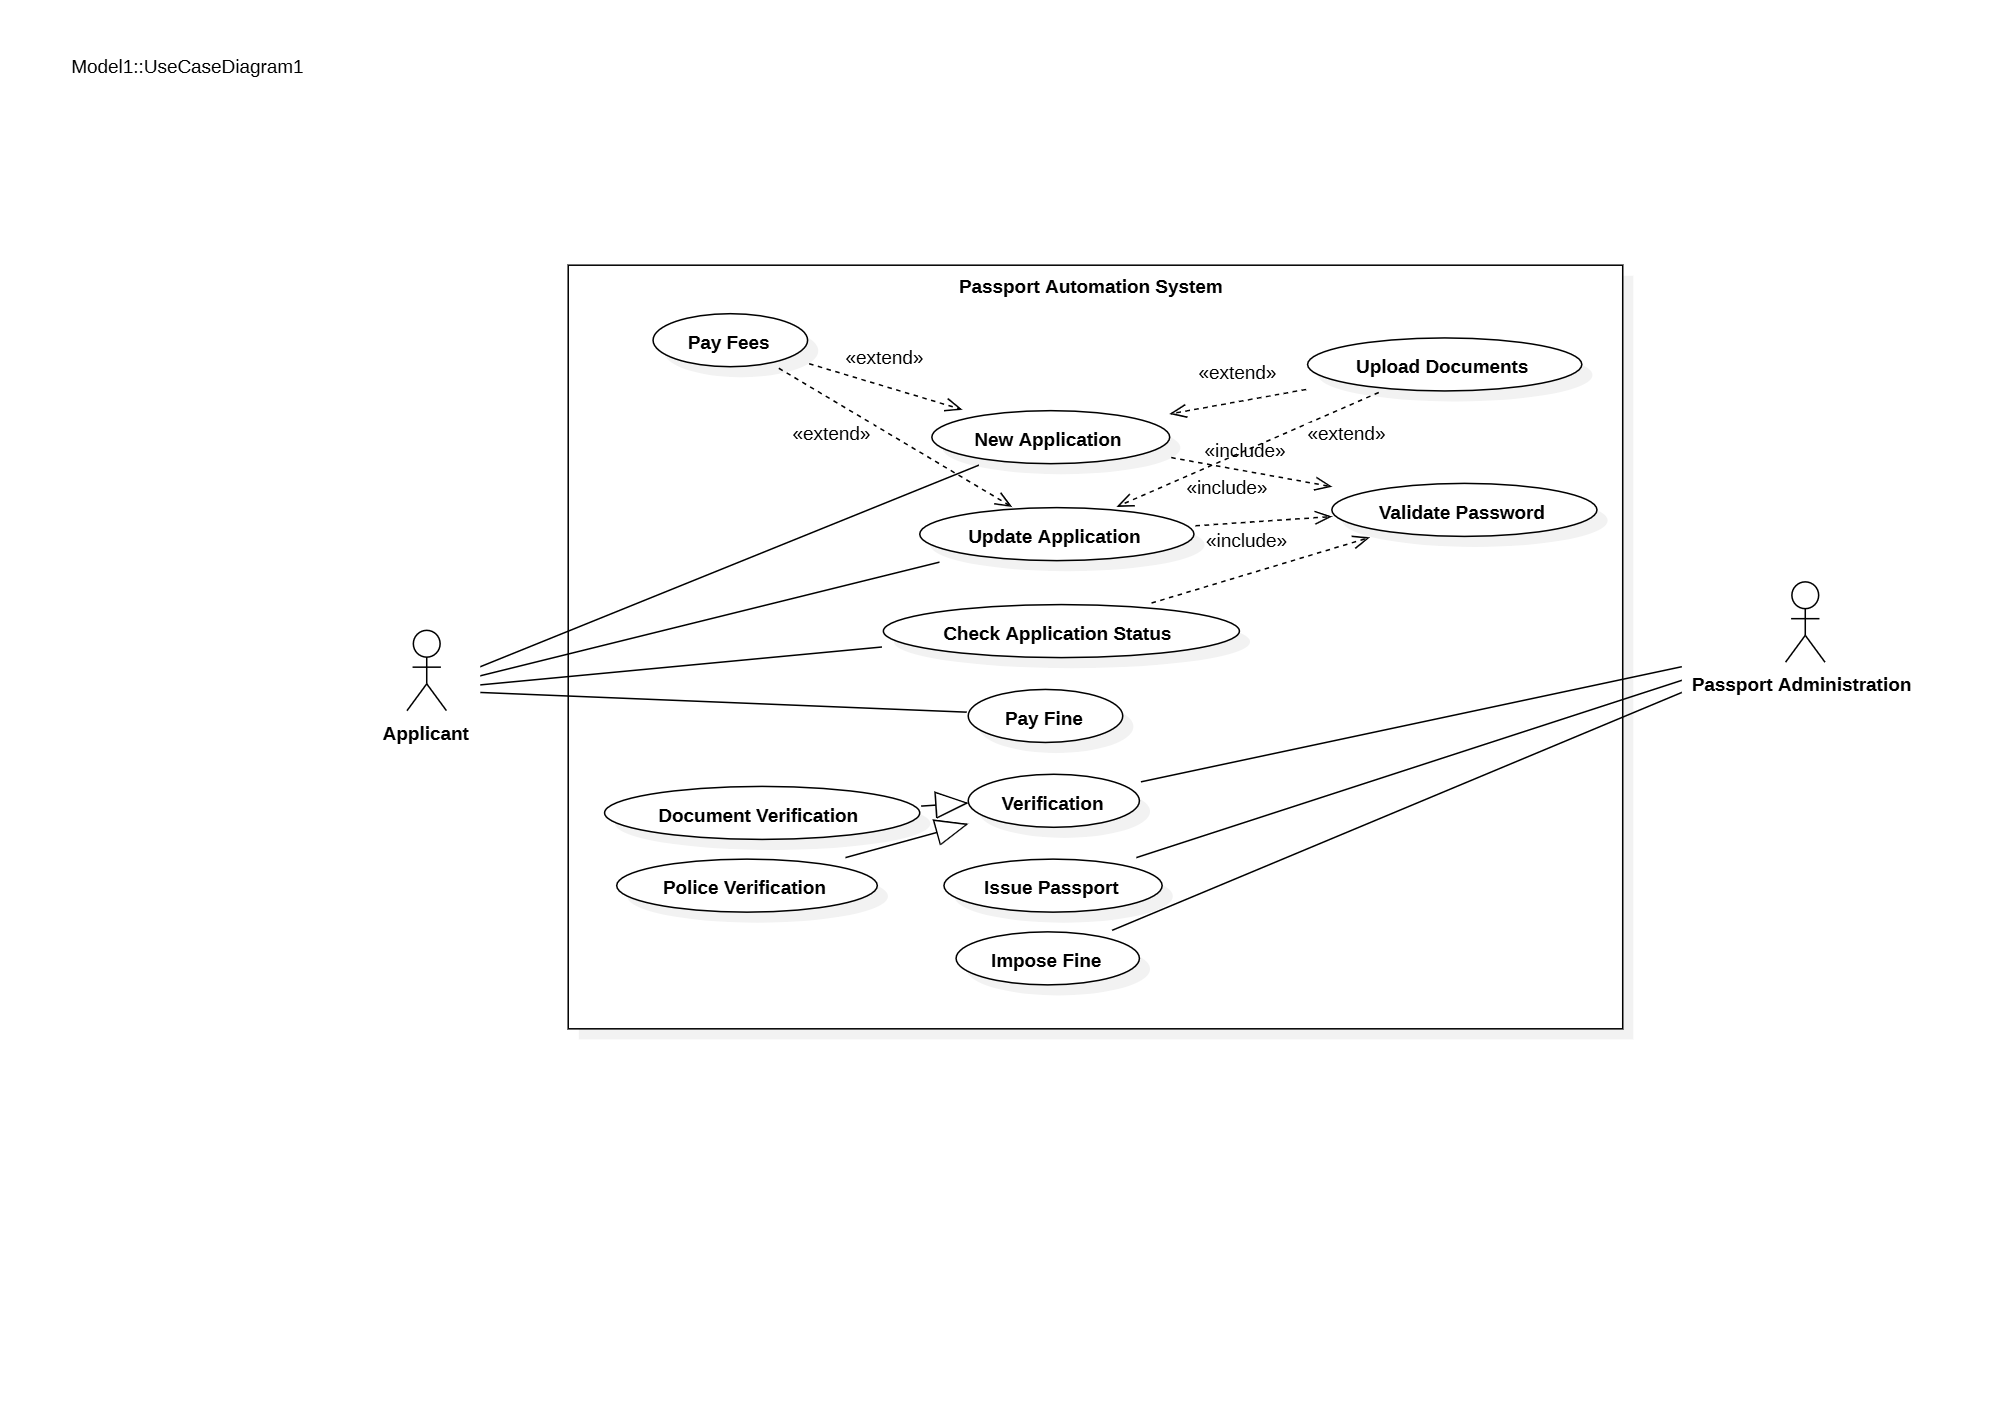 Model1::UseCaseDiagram1
Passport Automation System
Pay Fees
«extend»
Upload Documents
«extend»
New Application
«extend»
«extend»
«include»
«include»
Validate Password
Update Application
«include»
Check Application Status
Applicant
Passport Administration
Pay Fine
Document Verification
Verification
Police Verification
Issue Passport
Impose Fine